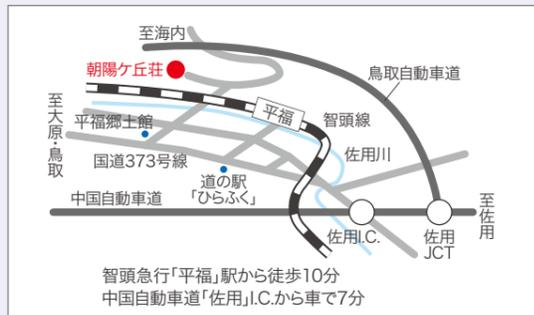 至海内
朝陽ケ丘荘
鳥取自動車道
至大原・鳥取
平福
智頭線
平福郷土館
佐用川
国道373号線
道の駅
「ひらふく」
中国自動車道
至佐用
佐用I.C.
佐用
JCT
智頭急行「平福」駅から徒歩10分
中国自動車道「佐用」I.C.から車で7分